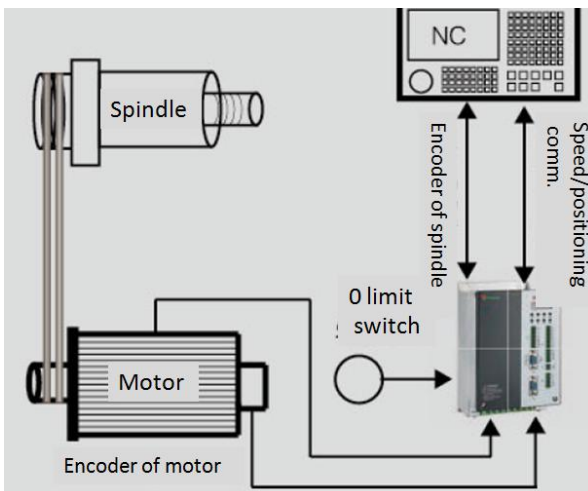 NC
Spindle
Encoder of spindle
Speed/positioning
comm.
0 limit
switch
Motor
Encoder of motor